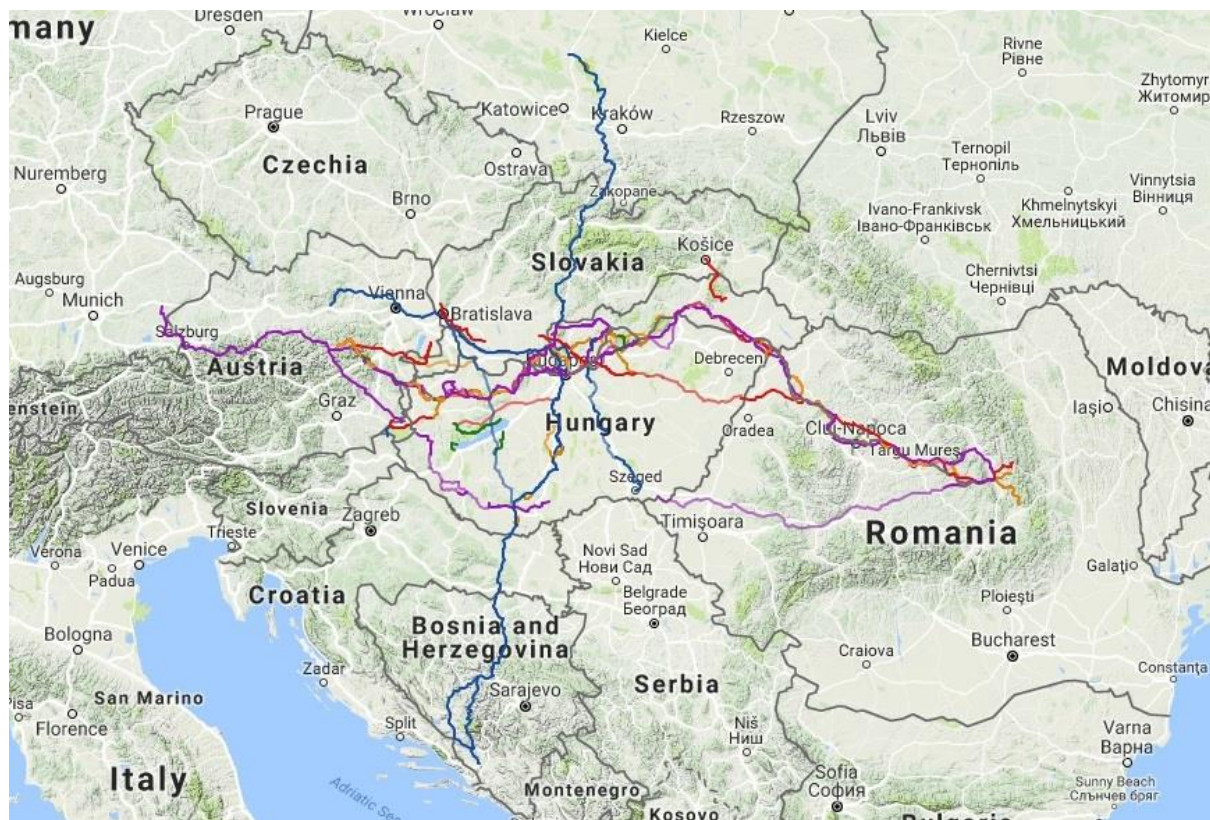 many
Dresden
Wrocław
Kielce
Rivne
Рівне
Zhytomyr
Житомир
Katowice
Kraków
Rzeszow
Lviv
Львів
Prague
Czechia
Ostrava
Ternopil
Тернопіль
Nuremberg
Brno
Zakopane
Khmelnytskyi
Хмельницький
Vinnytsia
Вінниця
Ivano-Frankivsk
Івано-Франківськ
Košice
Slovakia
Chernivtsi
Чернівці
Augsburg
Munich
Vienna
Bratislava
Salzburg
Austria
Debrecen
Moldova
enstein
Graz
Hungary
Oradea
Cluj-Napoca
Iași
Chisina
Târgu Mureș
Szeged
Slovenia
Zagreb
Timișoara
Romania
Trieste
Verona
Venice
Padua
Novi Sad
Нови Сад
Galați
Croatia
Belgrade
Београд
Ploiești
Bologna
Bosnia and
Herzegovina
Bucharest
Craiova
Constanța
Zadar
Serbia
Sarajevo
San Marino
Pisa
Florence
Split
Niš
Ниш
Varna
Варна
Italy
Adriatic Sea
Montenegro
Sofia
София
Sunny Beach
Слънчев бряг
Kosovo
Bulgaria